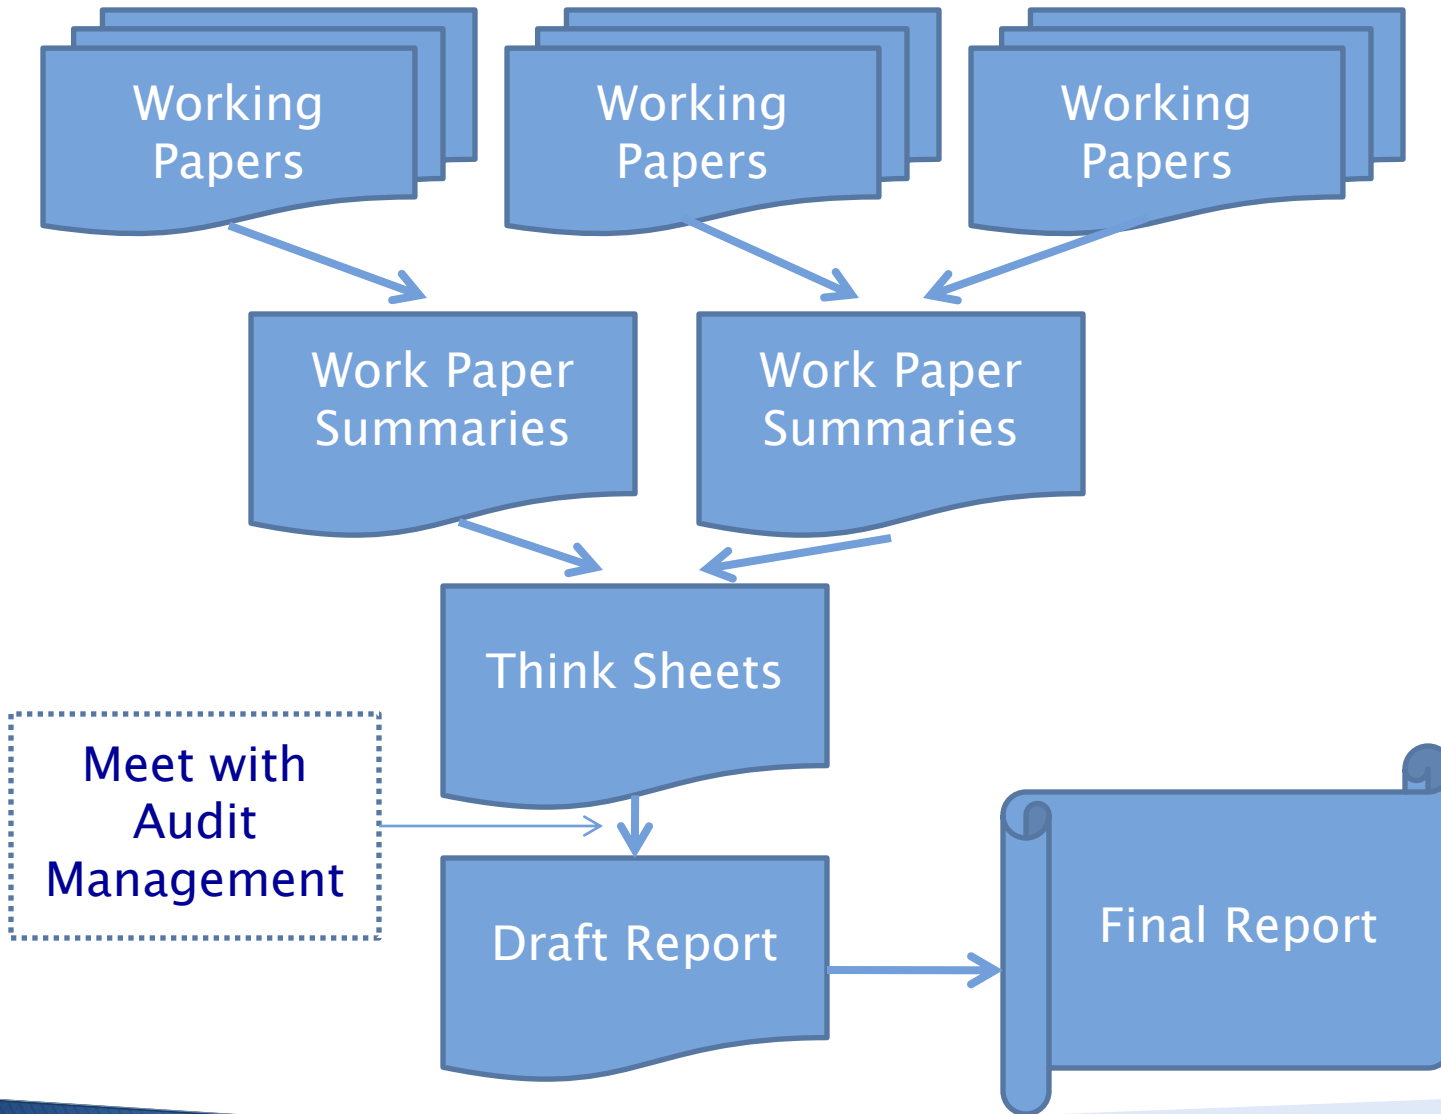 Working
Papers
Working
Papers
Working
Papers
Work Paper
Summaries
Work Paper
Summaries
Think Sheets
Meet with
Audit
Management
Draft Report
Final Report